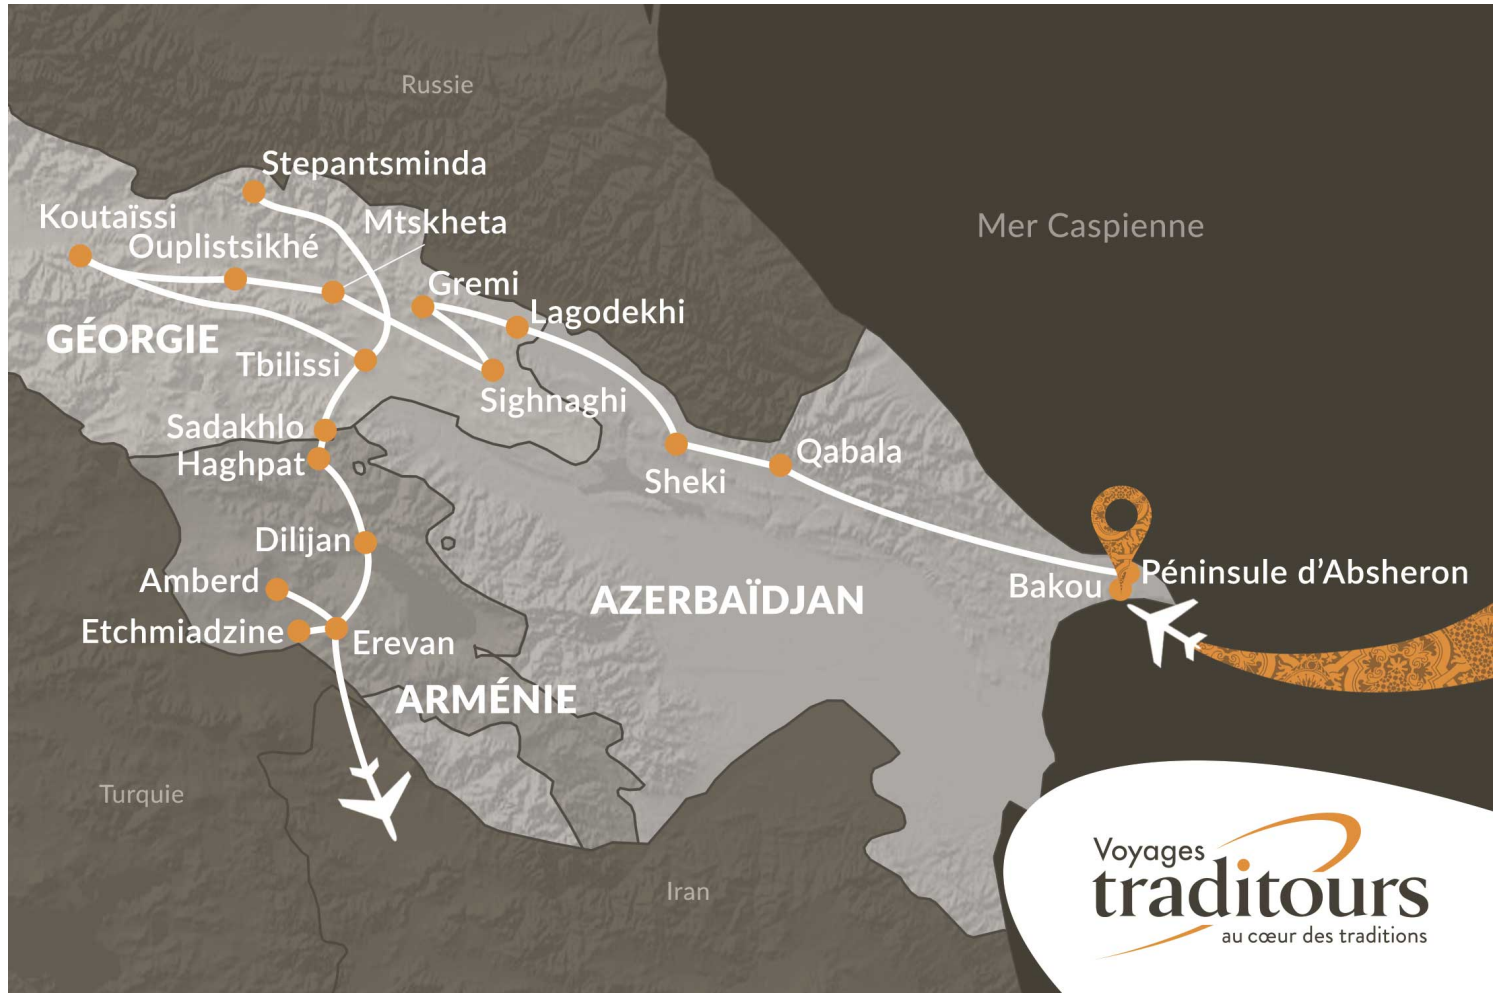 Russie
Stepantsminda
Koutaïssi
Mtskheta
Ouplistsikhé
Mer Caspienne
Gremi
Lagodekhi
GÉORGIE
Tbilissi
Sighnaghi
Sadakhlo
Haghpat
Qabala
Sheki
Dilijan
Amberd
Péninsule d’Absheron
Bakou
AZERBAÏDJAN
Etchmiadzine
Erevan
ARMÉNIE
Turquie
Iran
Voyages
traditours
au cœur des traditions